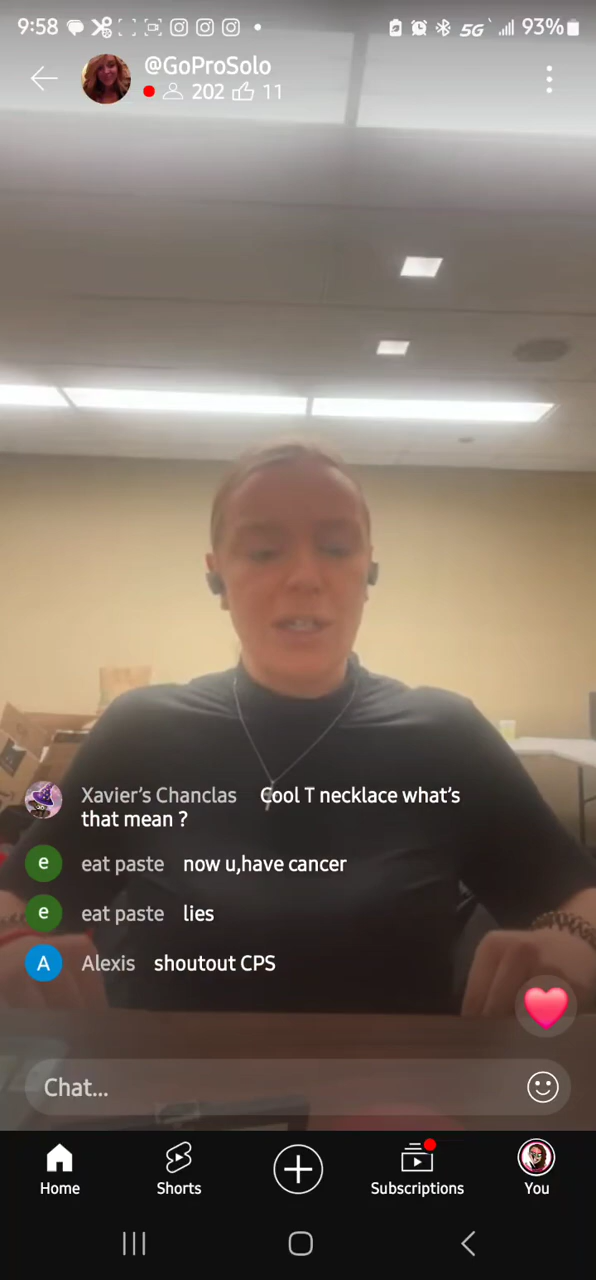 9:58 5G 93%
@GoProSolo
202 11
Xavier's Chanclas Cool T necklace what's
that mean ?
e eat paste now u,have cancer
e eat paste lies
A Alexis shoutout CPS
Chat...
Home Shorts Subscriptions You